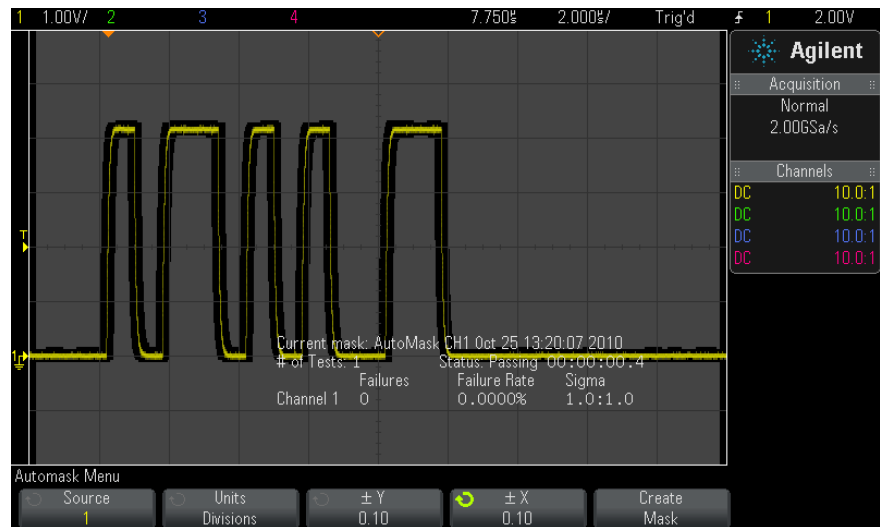 1 1.00V/ 2 3 4 7.750s 2.000s/ Trig'd 1 2.00V
Agilent
Acquisition
Normal
2.00GSa/s
Channels
DC 10.0:1
DC 10.0:1
DC 10.0:1
DC 10.0:1
T
1
Current mask: AutoMask CH1 Oct 25 13:20:07 2010
# of Tests: 1 Status: Passing 00:00:00.4
Failures Failure Rate Sigma
Channel 1 0 0.0000% 1.0:1.0
Automask Menu
Source Units ± Y ± X Create
1 Divisions 0.10 0.10 Mask